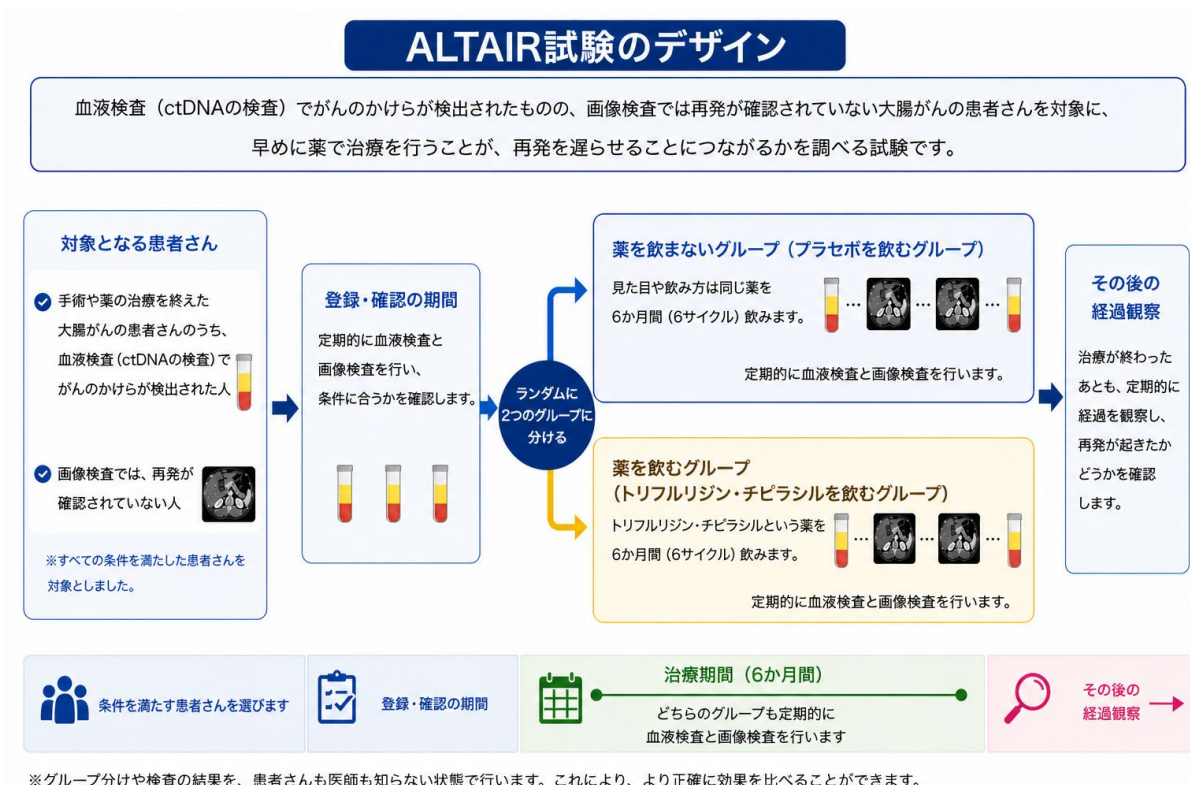 ALTAIR試験のデザイン
血液検査（ctDNAの検査）でがんのかけらが検出されたものの、画像検査では再発が確認されていない大腸がんの患者さんを対象に、
早めに薬で治療を行うことが、再発を遅らせることにつながるかを調べる試験です。
対象となる患者さん
手術や薬の治療を終えた
大腸がんの患者さんのうち、
血液検査（ctDNAの検査）で
がんのかけらが検出された人
画像検査では、再発が
確認されていない人
※すべての条件を満たした患者さんを
対象としました。
登録・確認の期間
定期的に血液検査と
画像検査を行い、
条件に合うかを確認します。
ランダムに
2つのグループに
分ける
薬を飲まないグループ（プラセボを飲むグループ）
見た目や飲み方は同じ薬を
6か月間（6サイクル）飲みます。
… … …
定期的に血液検査と画像検査を行います。
薬を飲むグループ
（トリフルリジン・チピラシルを飲むグループ）
トリフルリジン・チピラシルという薬を
6か月間（6サイクル）飲みます。
… … …
定期的に血液検査と画像検査を行います。
その後の
経過観察
治療が終わった
あとも、定期的に
経過を観察し、
再発が起きたか
どうかを確認
します。
条件を満たす患者さんを選びます
登録・確認の期間
治療期間（6か月間）
どちらのグループも定期的に
血液検査と画像検査を行います
その後の
経過観察
※グループ分けや検査の結果を、患者さんも医師も知らない状態で行います。これにより、より正確に効果を比べることができます。